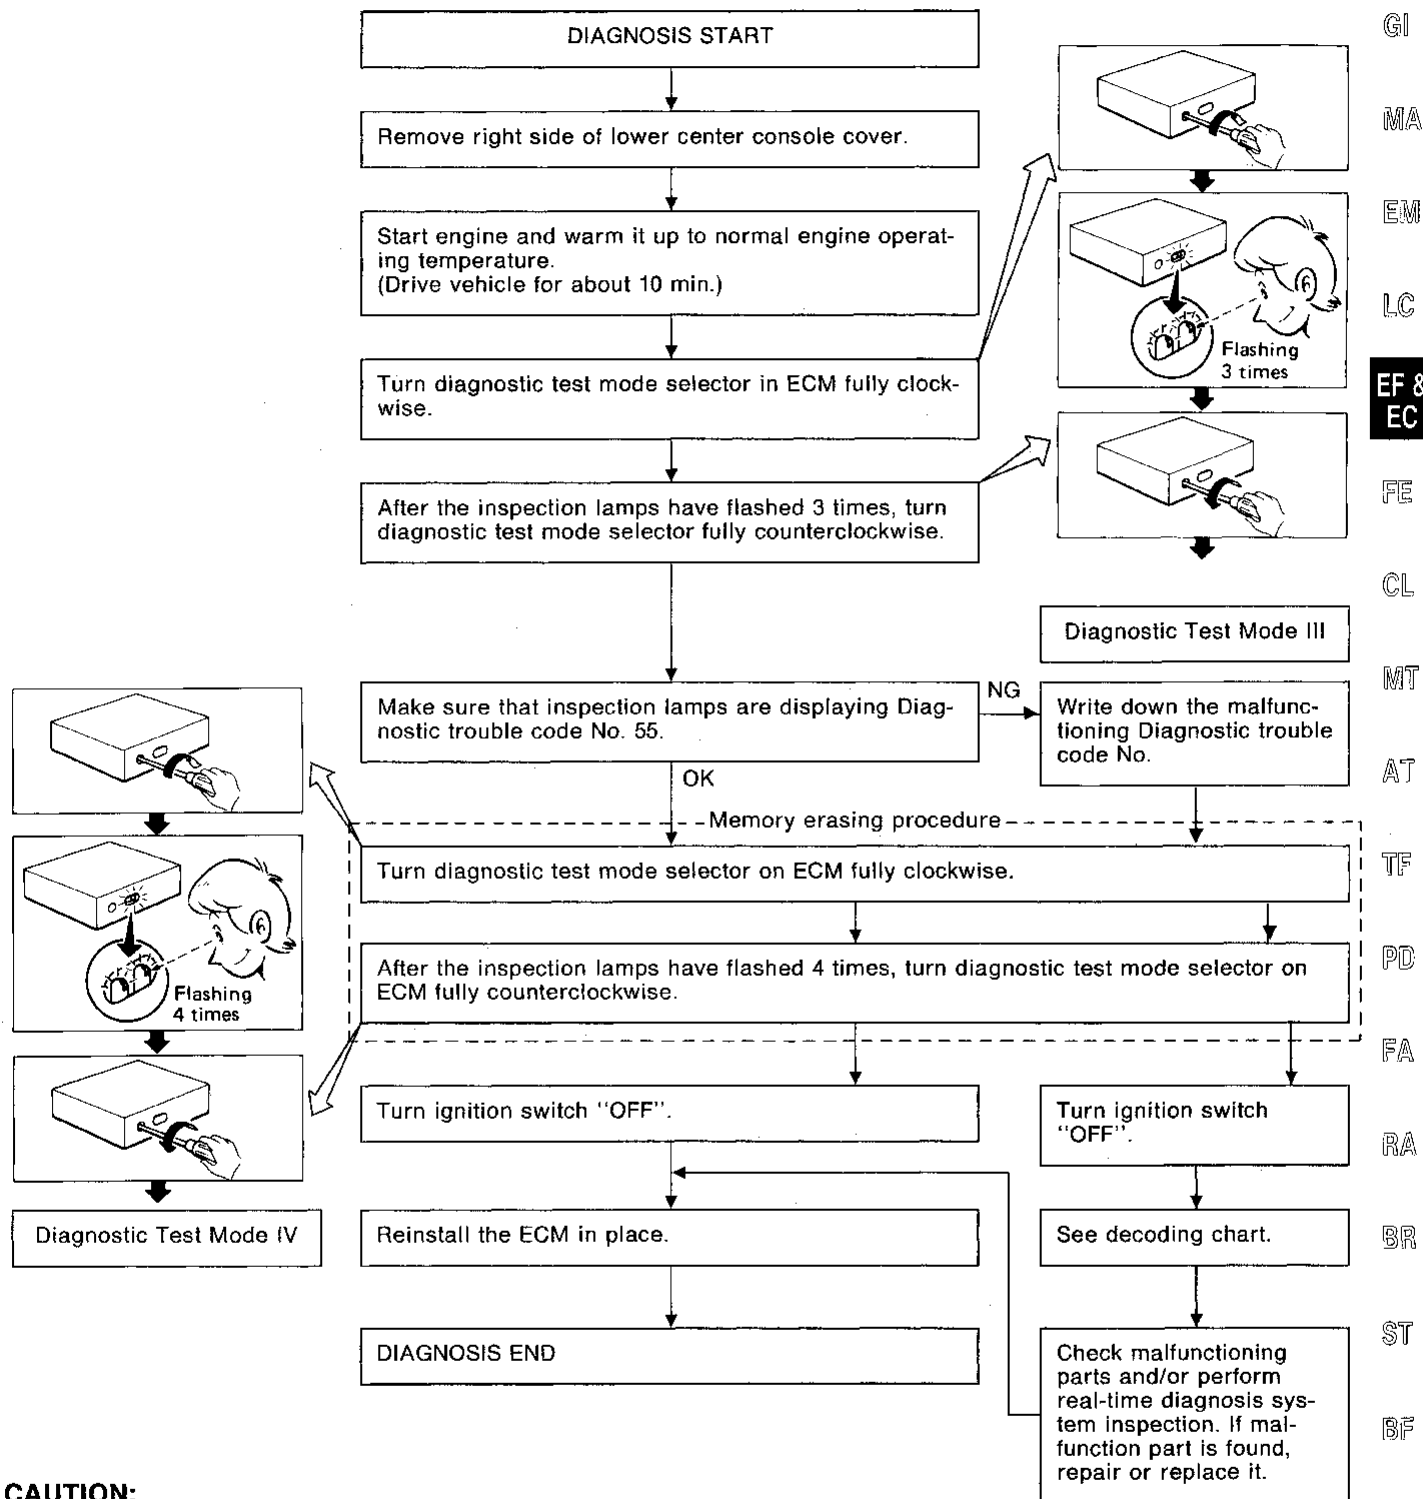 DIAGNOSIS START
Remove right side of lower center console cover.
Start engine and warm it up to normal engine operat-
ing temperature.
(Drive vehicle for about 10 min.)
Turn diagnostic test mode selector in ECM fully clock-
wise.
After the inspection lamps have flashed 3 times, turn
diagnostic test mode selector fully counterclockwise.
Flashing
3 times
Diagnostic Test Mode III
Make sure that inspection lamps are displaying Diag-
nostic trouble code No. 55.
NG
Write down the malfunc-
tioning Diagnostic trouble
code No.
OK
Memory erasing procedure
Turn diagnostic test mode selector on ECM fully clockwise.
After the inspection lamps have flashed 4 times, turn diagnostic test mode selector on
ECM fully counterclockwise.
Flashing
4 times
Diagnostic Test Mode IV
Turn ignition switch "OFF".
Turn ignition switch
"OFF".
Reinstall the ECM in place.
See decoding chart.
DIAGNOSIS END
Check malfunctioning
parts and/or perform
real-time diagnosis sys-
tem inspection. If mal-
function part is found,
repair or replace it.
CAUTION:
GI
MA
EM
LC
EF &
EC
FE
CL
MT
AT
TF
PD
FA
RA
BR
ST
BF